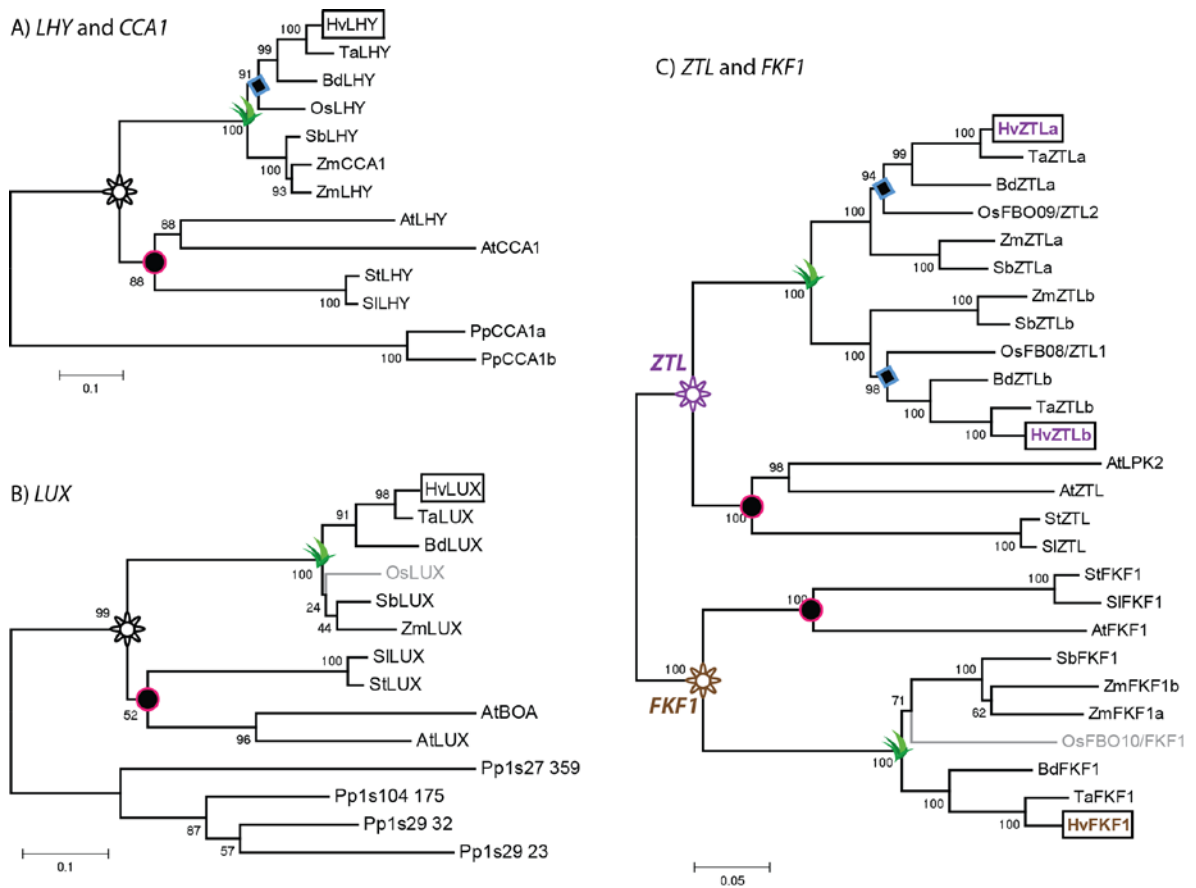 A) LHY and CCA1
100
HvLHY
99
TaLHY
91
BdLHY
OsLHY
100
SbLHY
100
ZmCCA1
93
ZmLHY
88
AtLHY
AtCCA1
88
StLHY
100
SlLHY
PpCCA1a
100
PpCCA1b
0.1
B) LUX
98
HvLUX
91
TaLUX
BdLUX
100
OsLUX
24
SbLUX
44
ZmLUX
99
100
SlLUX
StLUX
52
AtBOA
96
AtLUX
Pp1s27 359
Pp1s104 175
87
Pp1s29 32
57
Pp1s29 23
0.1
C) ZTL and FKF1
100
HvZTLa
99
TaZTLa
94
BdZTLa
100
OsFBO09/ZTL2
ZmZTLa
100
SbZTLa
100
100
ZmZTLb
SbZTLb
100
OsFB08/ZTL1
98
BdZTLb
100
TaZTLb
100
HvZTLb
ZTL
98
AtLPK2
AtZTL
100
StZTL
100
SlZTL
100
StFKF1
100
SlFKF1
AtFKF1
100
FKF1
100
SbFKF1
71
ZmFKF1b
62
ZmFKF1a
OsFBO10/FKF1
100
BdFKF1
100
TaFKF1
100
HvFKF1
0.05